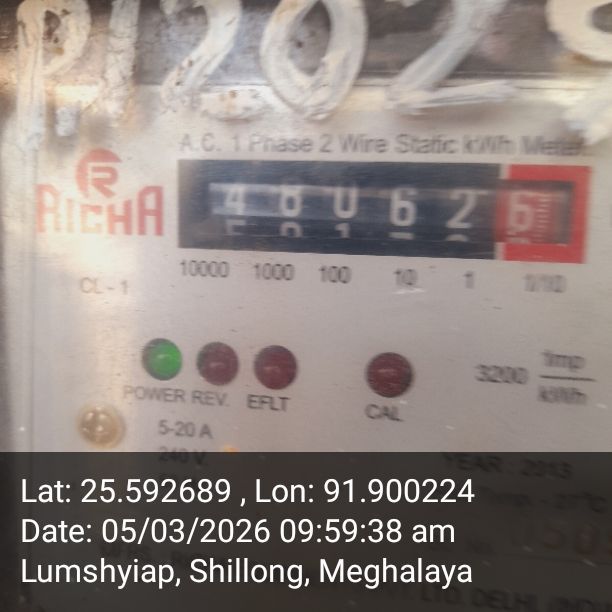 A.C. 1 Phase 2 Wire Static kWh Meter
R
RICHA
4 8 0 6 2 6
10000 1000 100 10 1 1/10
CL - 1
3200 imp
kWh
POWER REV. EFLT
CAL
5-20 A
240 V.
YEAR : 2013
Lat: 25.592689 , Lon: 91.900224
Date: 05/03/2026 09:59:38 am
Lumshyiap, Shillong, Meghalaya